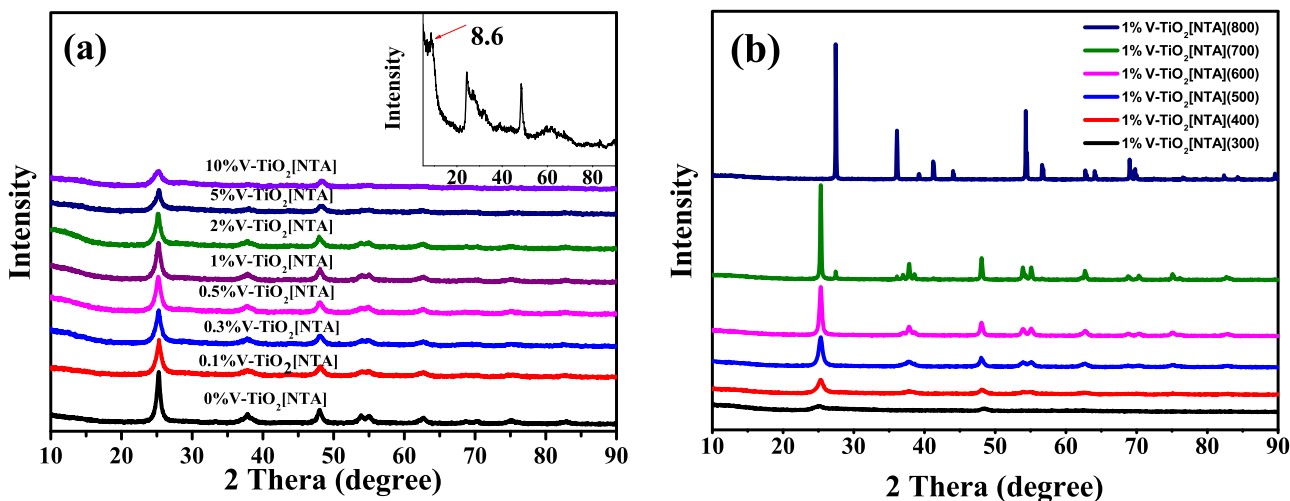 (a)
8.6
Intensity
20 40 60 80
10%V-TiO₂[NTA]
5%V-TiO₂[NTA]
2%V-TiO₂[NTA]
1%V-TiO₂[NTA]
0.5%V-TiO₂[NTA]
0.3%V-TiO₂[NTA]
0.1%V-TiO2[NTA]
0%V-TiO₂[NTA]
Intensity
10 20 30 40 50 60 70 80 90
2 Thera (degree)
(b)
1% V-TiO₂[NTA](800)
1% V-TiO₂[NTA](700)
1% V-TiO₂[NTA](600)
1% V-TiO₂[NTA](500)
1% V-TiO₂[NTA](400)
1% V-TiO₂[NTA](300)
Intensity
10 20 30 40 50 60 70 80 90
2 Thera (degree)